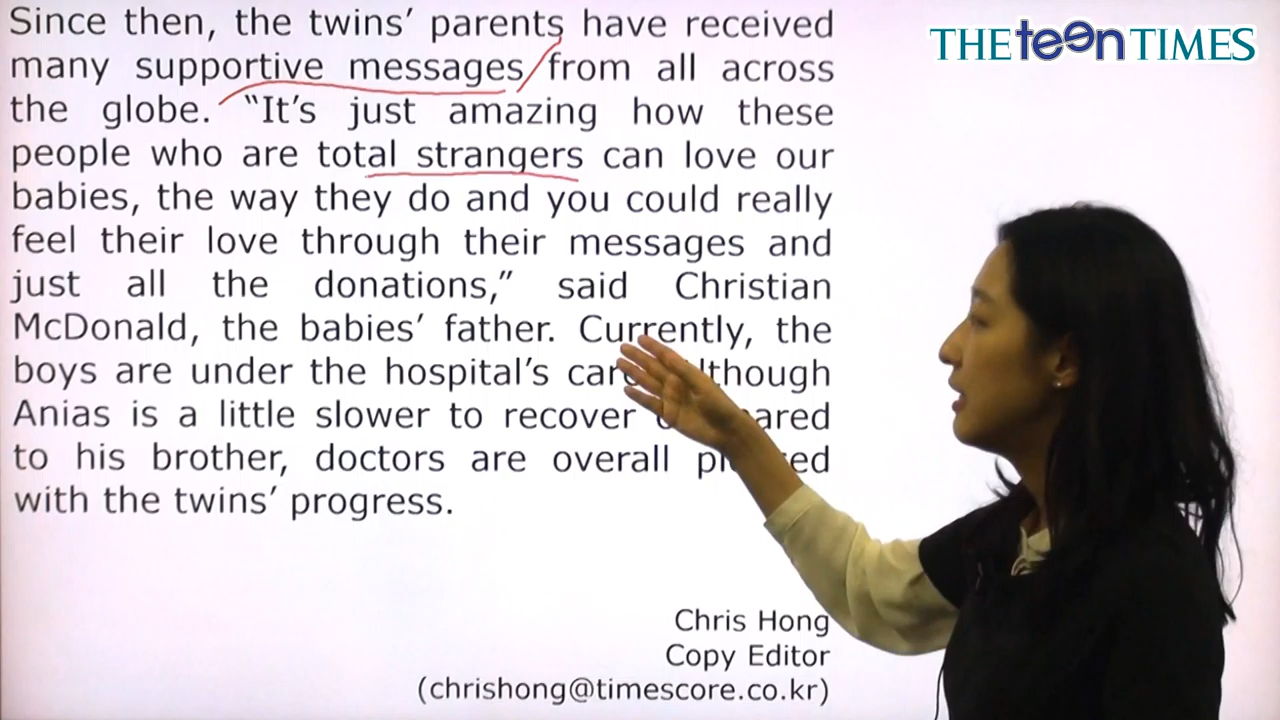 THE teen TIMES
Since then, the twins' parents have received
many supportive messages from all across
the globe. "It's just amazing how these
people who are total strangers can love our
babies, the way they do and you could really
feel their love through their messages and
just all the donations," said Christian
McDonald, the babies' father. Currently, the
boys are under the hospital's care. Although
Anias is a little slower to recover
to his brother, doctors are overall
with the twins' progress.
Chris Hong
Copy Editor
(chrishong@timescore.co.kr)